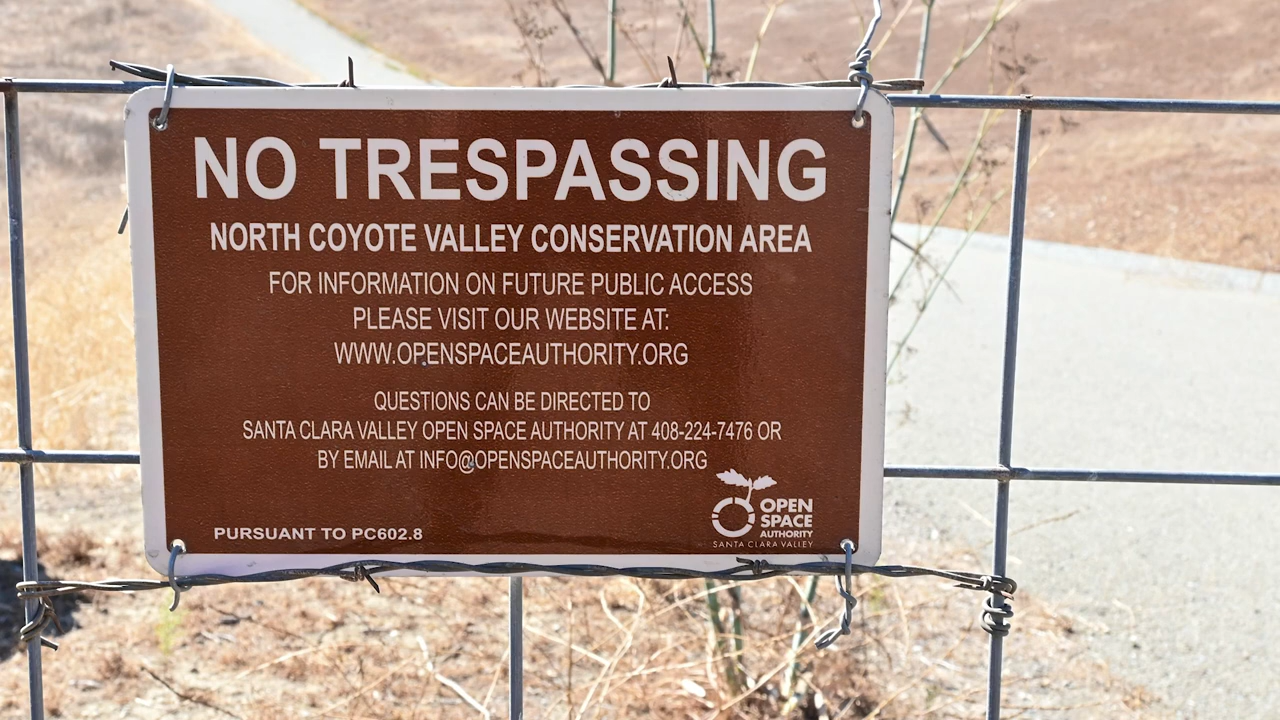 NO TRESPASSING
NORTH COYOTE VALLEY CONSERVATION AREA
FOR INFORMATION ON FUTURE PUBLIC ACCESS
PLEASE VISIT OUR WEBSITE AT:
WWW.OPENSPACEAUTHORITY.ORG
QUESTIONS CAN BE DIRECTED TO
SANTA CLARA VALLEY OPEN SPACE AUTHORITY AT 408-224-7476 OR
BY EMAIL AT INFO@OPENSPACEAUTHORITY.ORG
PURSUANT TO PC602.8
OPEN
SPACE
AUTHORITY
SANTA CLARA VALLEY